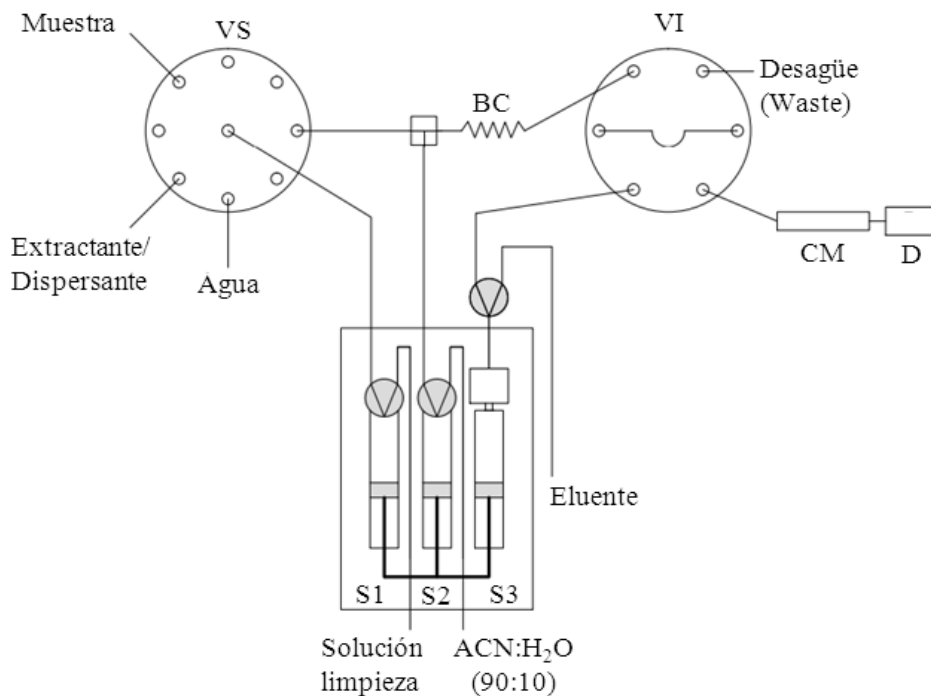 Muestra
VS
VI
Desagüe
(Waste)
BC
Extractante/
Dispersante
Agua
CM
D
Eluente
S1
S2
S3
Solución
limpieza
ACN:H₂O
(90:10)